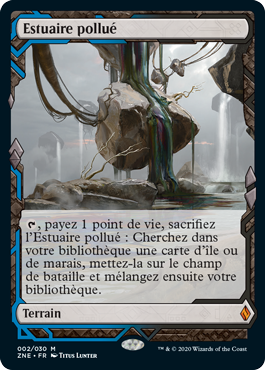 Estuaire pollué
, payez 1 point de vie, sacrifiez
l'Estuaire pollué : Cherchez dans
votre bibliothèque une carte d'île ou
de marais, mettez-la sur le champ
de bataille et mélangez ensuite votre
bibliothèque.
Terrain
002/030 M
ZNE • FR Titus Lunter
™ & © 2020 Wizards of the Coast